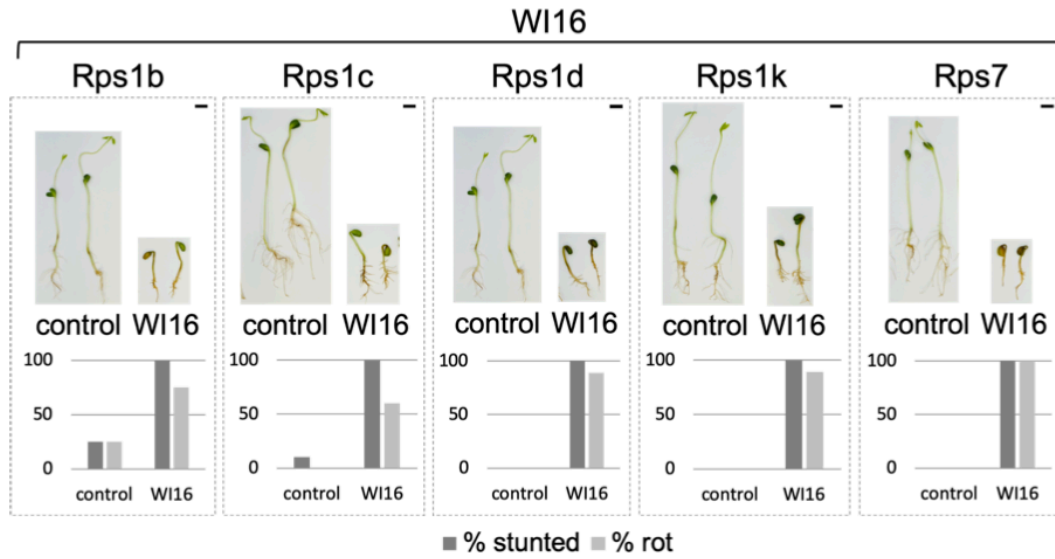 WI16
Rps1b
Rps1c
Rps1d
Rps1k
Rps7
control WI16
control WI16
control WI16
control WI16
control WI16
100
50
0
control WI16
100
50
0
control WI16
100
50
0
control WI16
100
50
0
control WI16
100
50
0
control WI16
% stunted % rot